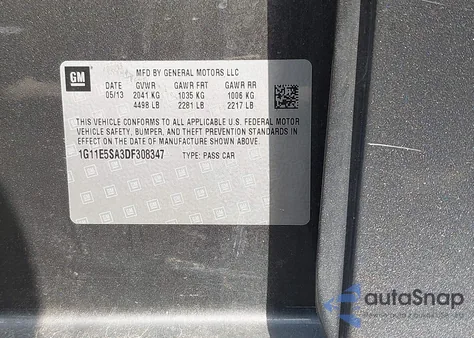 GM
MFD BY GENERAL MOTORS LLC
DATE GVWR GAWR FRT GAWR RR
05/13 2041 KG 1035 KG 1006 KG
4498 LB 2281 LB 2217 LB
THIS VEHICLE CONFORMS TO ALL APPLICABLE U.S. FEDERAL MOTOR
VEHICLE SAFETY, BUMPER, AND THEFT PREVENTION STANDARDS IN
EFFECT ON THE DATE OF MANUFACTURE SHOWN ABOVE.
1G11E5SA3DF308347 TYPE: PASS CAR
autoSnap